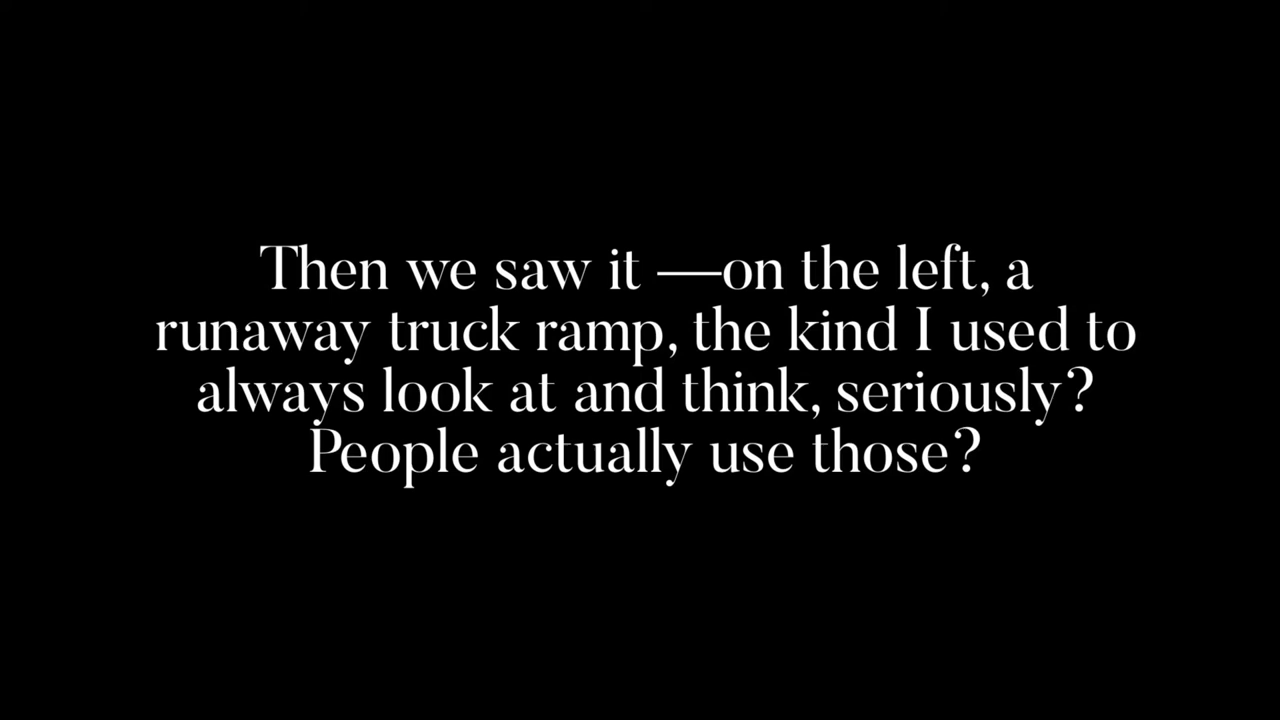 Then we saw it —on the left, a
runaway truck ramp, the kind I used to
always look at and think, seriously?
People actually use those?